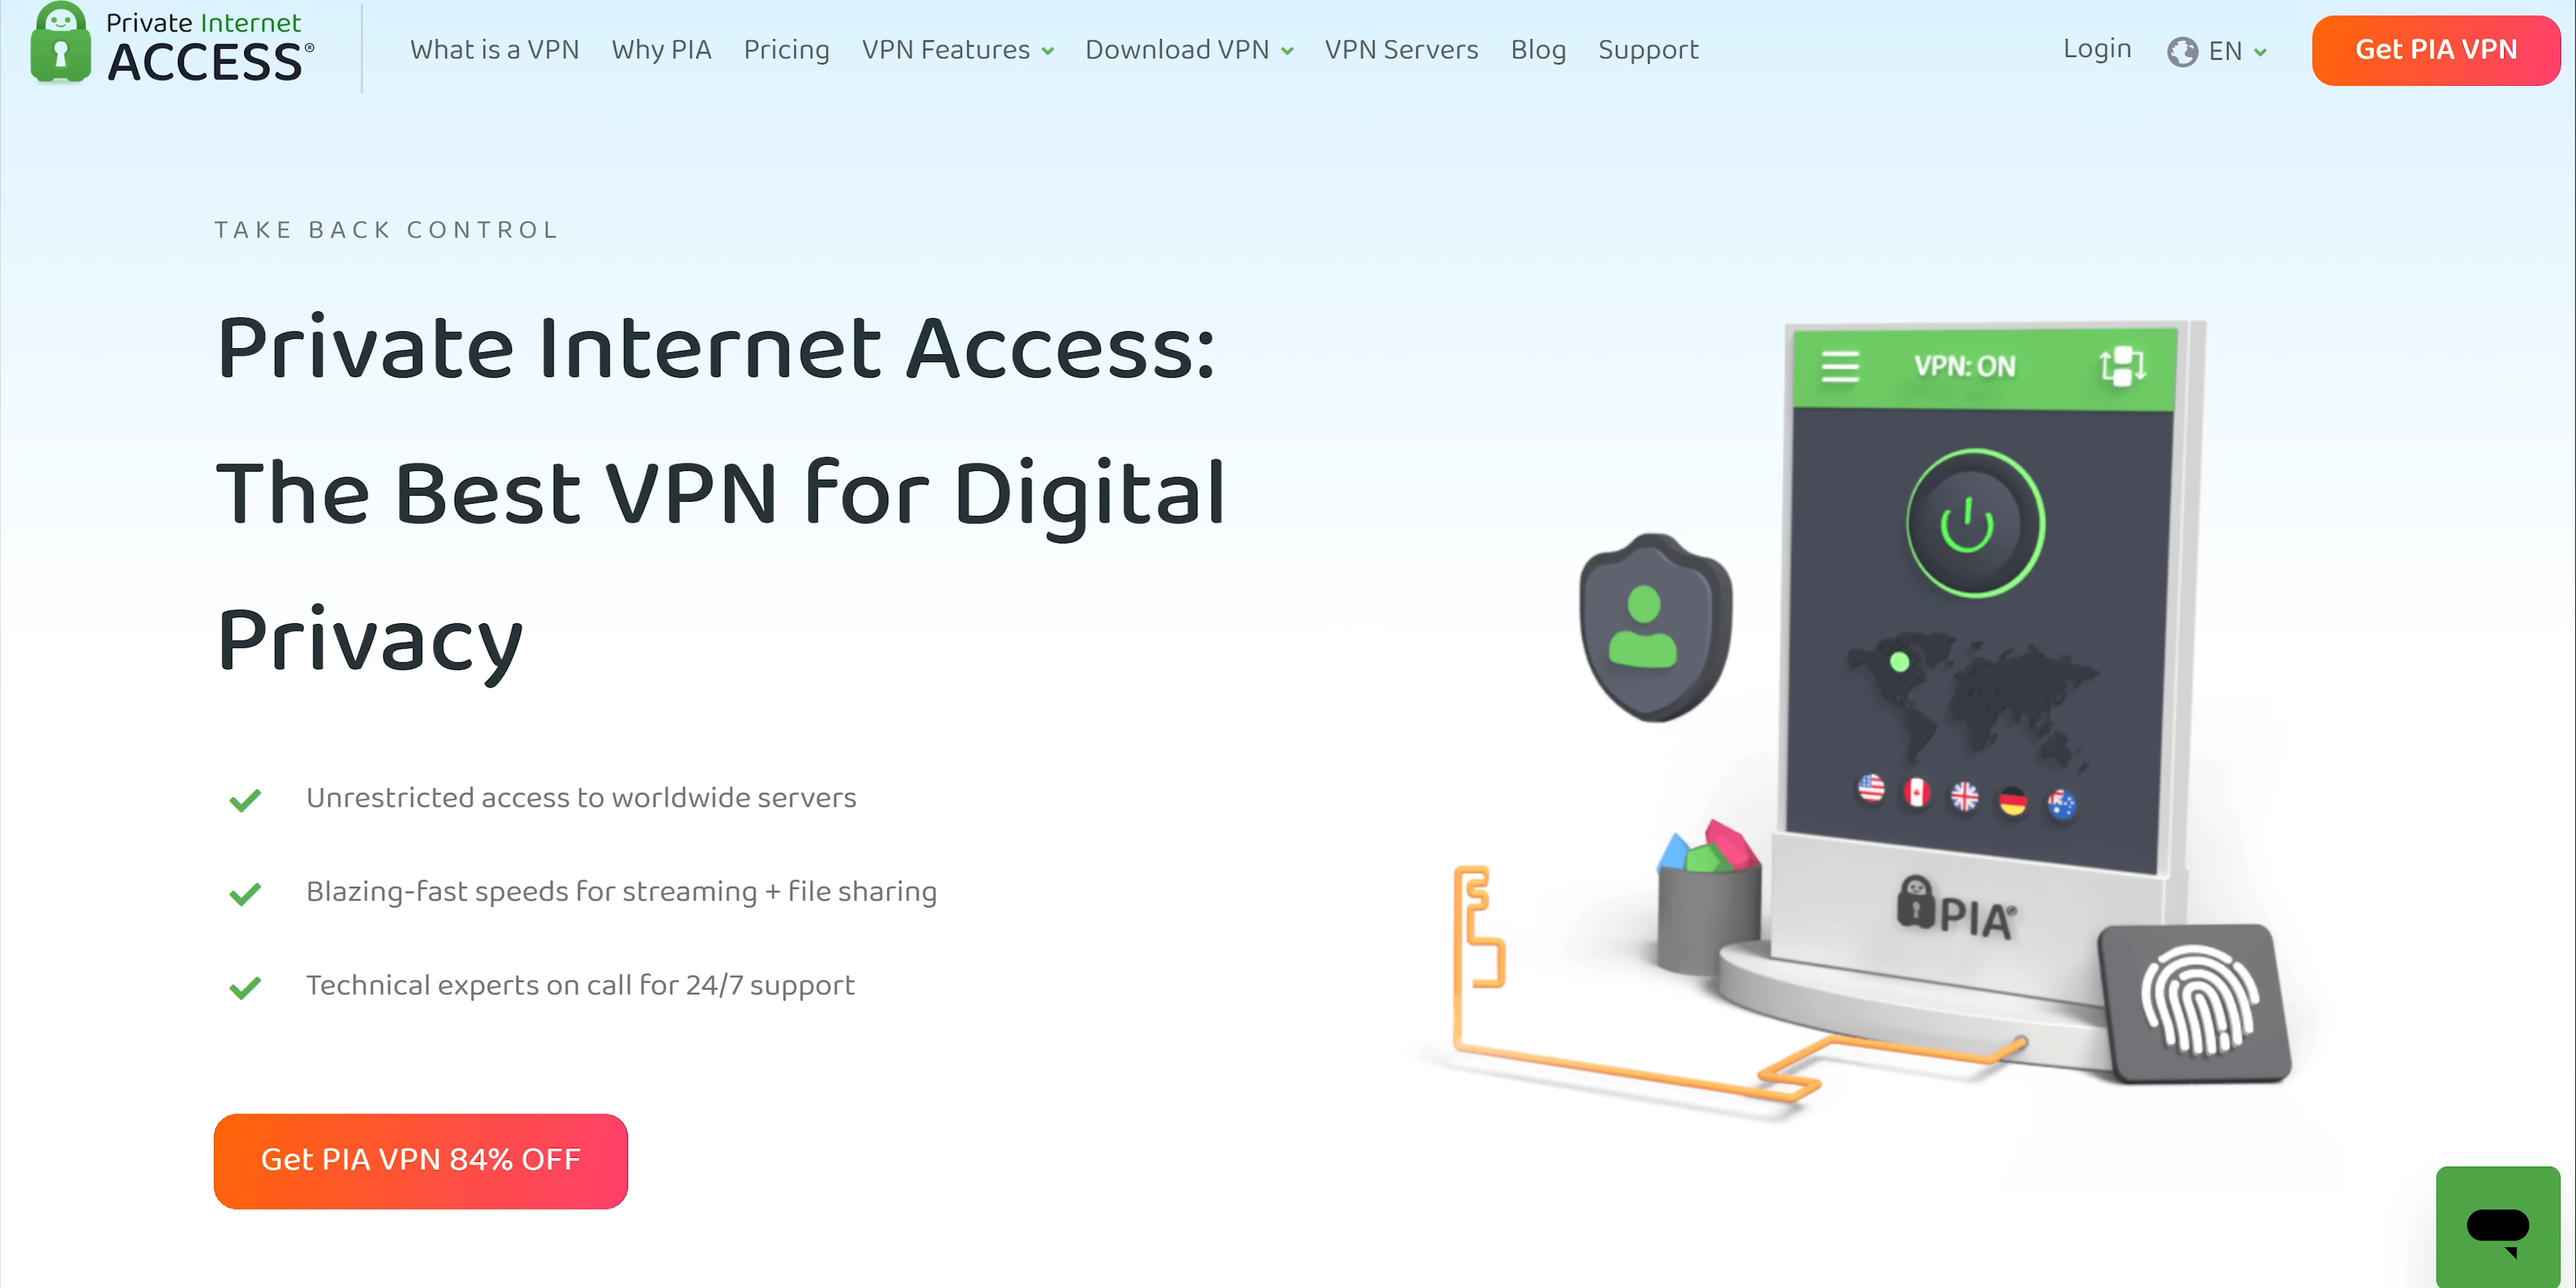 Private Internet
ACCESS®
What is a VPN Why PIA Pricing VPN Features Download VPN VPN Servers Blog Support Login EN Get PIA VPN
TAKE BACK CONTROL
Private Internet Access:
The Best VPN for Digital
Privacy
Unrestricted access to worldwide servers
Blazing-fast speeds for streaming + file sharing
Technical experts on call for 24/7 support
Get PIA VPN 84% OFF
VPN: ON
PIA®